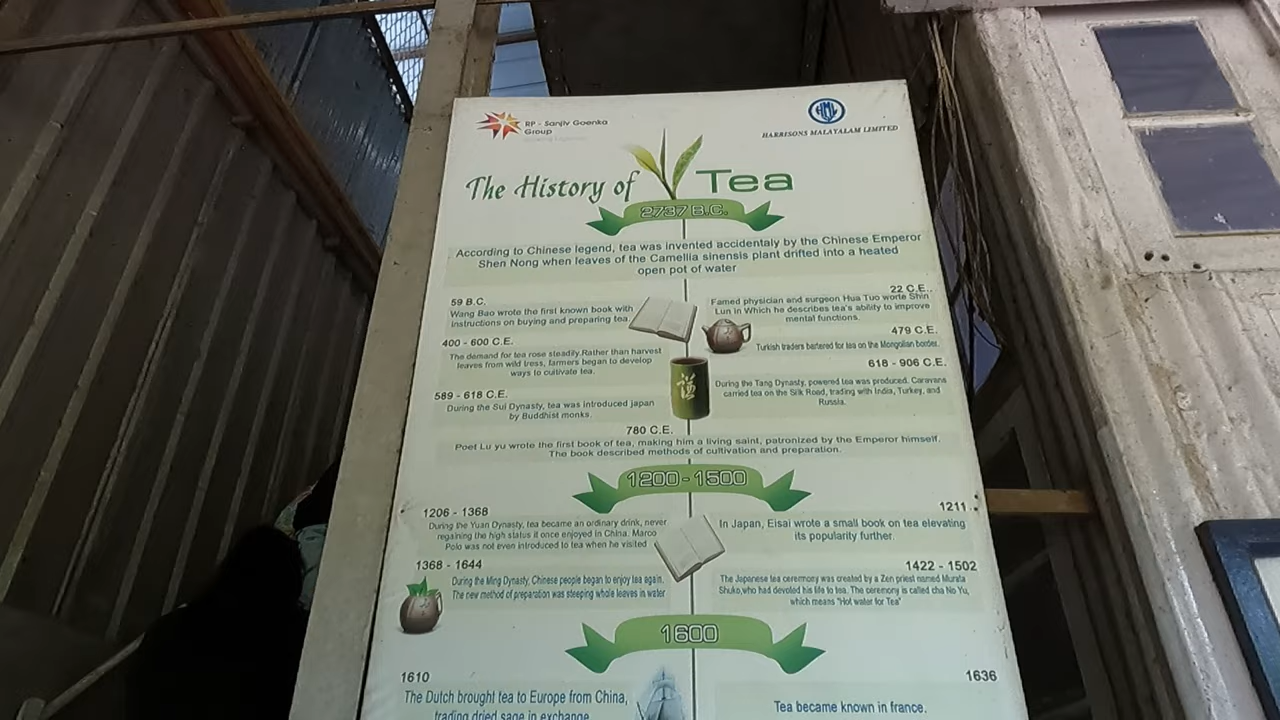 RP - Sanjiv Goenka
Group
HML
HARRISONS MALAYALAM LIMITED
The History of Tea
2737 B.C.
According to Chinese legend, tea was invented accidentaly by the Chinese Emperor
Shen Nong when leaves of the Camellia sinensis plant drifted into a heated
open pot of water
59 B.C.
Wang Bao wrote the first known book with
instructions on buying and preparing tea.
22 C.E..
Famed physician and surgeon Hua Tuo worte Shin
Lun in Which he describes tea's ability to improve
mental functions.
400 - 600 C.E.
The demand for tea rose steadily.Rather than harvest
leaves from wild tress, farmers began to develop
ways to cultivate tea.
479 C.E.
Turkish traders bartered for tea on the Mongolian border.
589 - 618 C.E.
During the Sui Dynasty, tea was introduced japan
by Buddhist monks.
618 - 906 C.E.
During the Tang Dynasty, powered tea was produced. Caravans
carried tea on the Silk Road, trading with India, Turkey, and
Russia.
780 C.E.
Poet Lu yu wrote the first book of tea, making him a living saint, patronized by the Emperor himself.
The book described methods of cultivation and preparation.
1200 - 1500
1206 - 1368
During the Yuan Dynasty, tea became an ordinary drink, never
regaining the high status it once enjoyed in China. Marco
Polo was not even introduced to tea when he visited
1211
In Japan, Eisai wrote a small book on tea elevating
its popularity further.
1368 - 1644
During the Ming Dynasty, Chinese people began to enjoy tea again.
The new method of preparation was steeping whole leaves in water
1422 - 1502
The Japanese tea ceremony was created by a Zen priest named Murata
Shuko,who had devoted his life to tea. The ceremony is called cha No Yu,
which means "Hot water for Tea"
1600
1610
The Dutch brought tea to Europe from China,
trading dried sage in exchange.
1636
Tea became known in france.